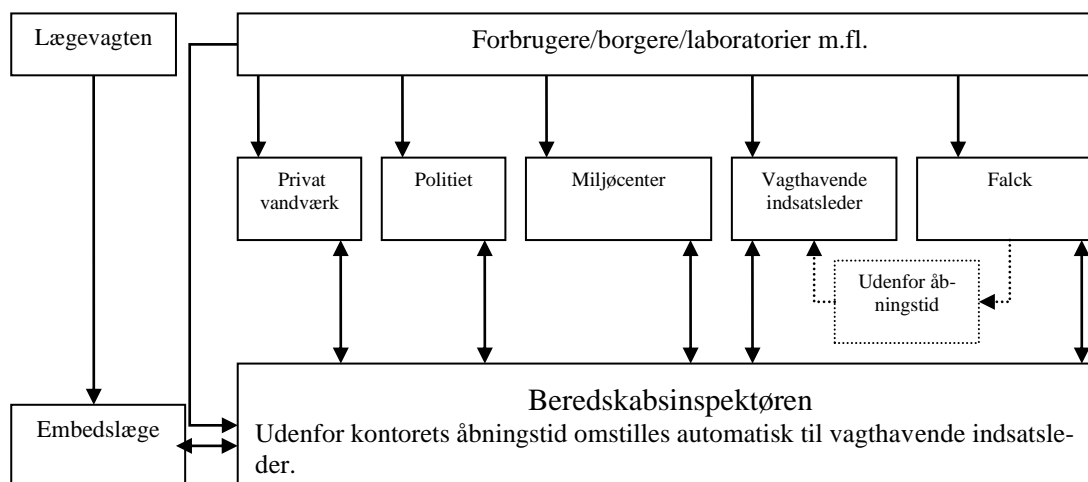 Lægevagten
Forbrugere/borgere/laboratorier m.fl.
Privat
vandværk
Politiet
Miljøcenter
Vagthavende
indsatsleder
Falck
Udenfor åb-
ningstid
Beredskabsinspektøren
Udenfor kontorets åbningstid omstilles automatisk til vagthavende indsatsle-
der.
Embedslæge